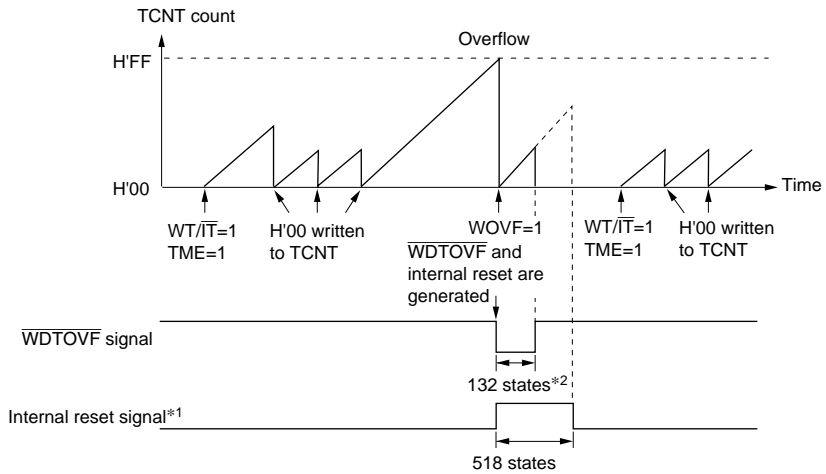 TCNT count
Overflow
H'FF
H'00
Time
WT/IT=1
TME=1
H'00 written
to TCNT
WOVF=1
WDTOVF and
internal reset are
generated
WT/IT=1
TME=1
H'00 written
to TCNT
WDTOVF signal
132 states*2
Internal reset signal*1
518 states